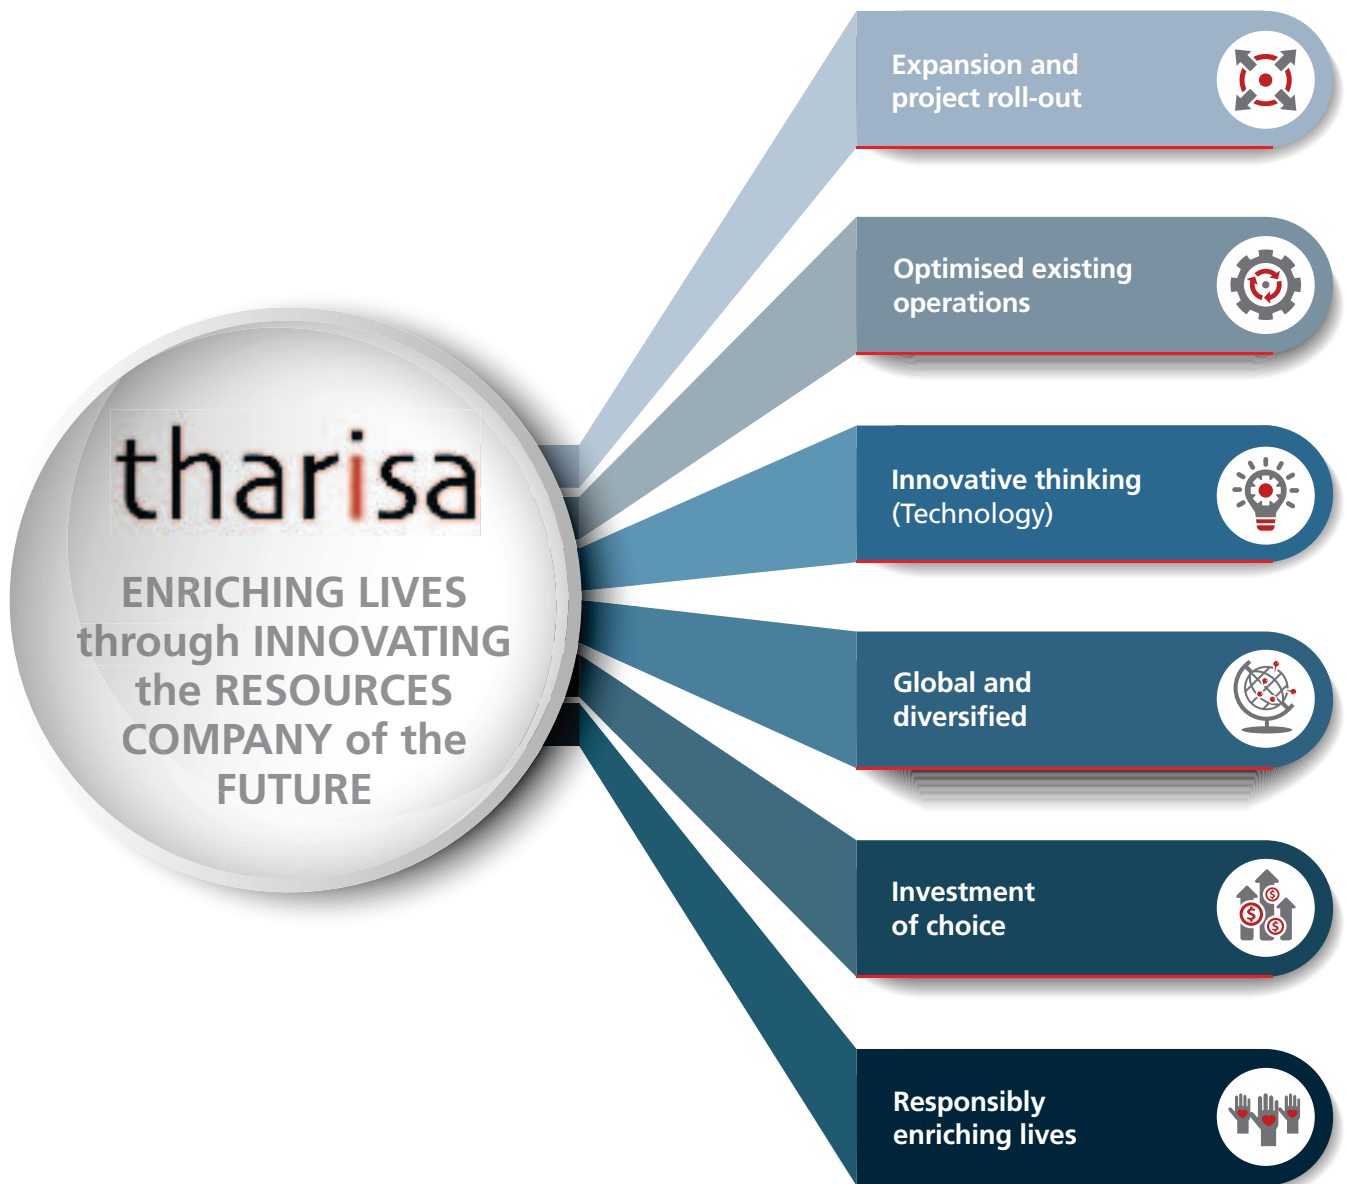 tharisa
ENRICHING LIVES
through INNOVATING
the RESOURCES
COMPANY of the
FUTURE
Expansion and
project roll-out
Optimised existing
operations
Innovative thinking
(Technology)
Global and
diversified
Investment
of choice
$
$
$
Responsibly
enriching lives